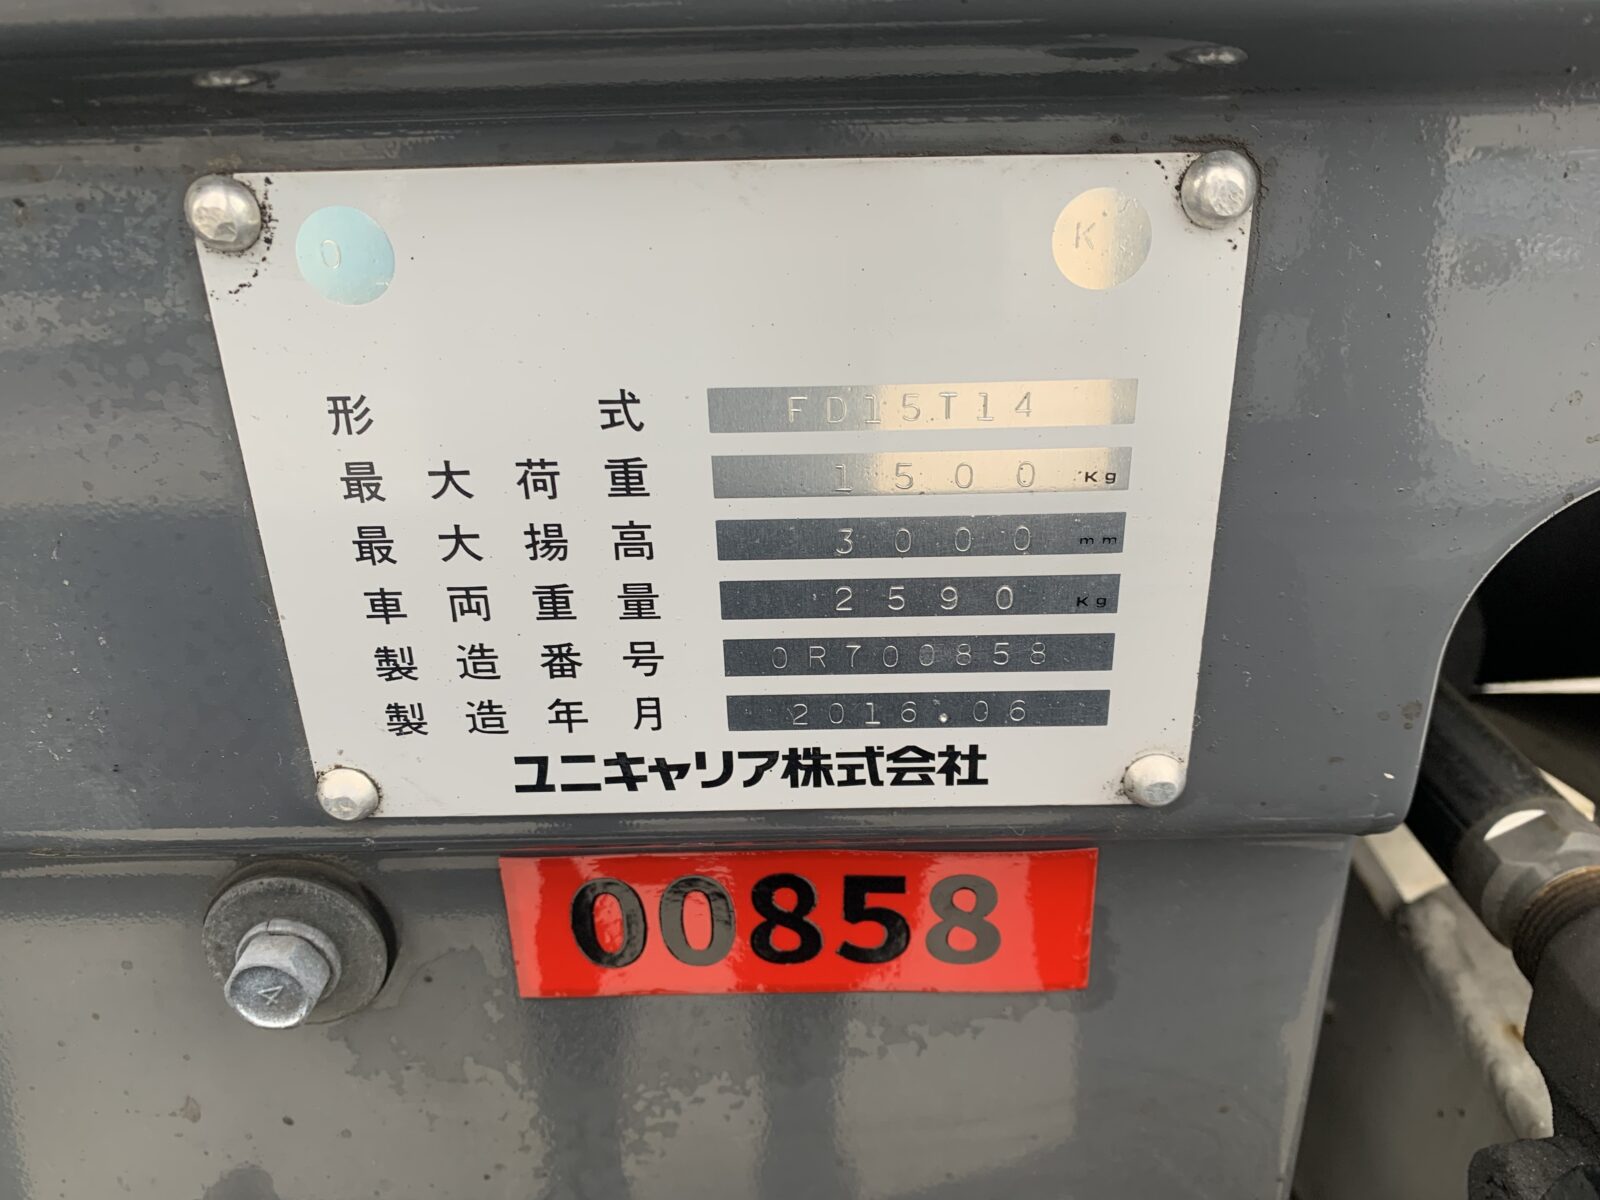 O K
形式 FD15T14
最大荷重 1500 Kg
最大揚高 3000 mm
車両重量 2590 Kg
製造番号 0R700858
製造年月 2016.06
ユニキャリア株式会社
00858
4